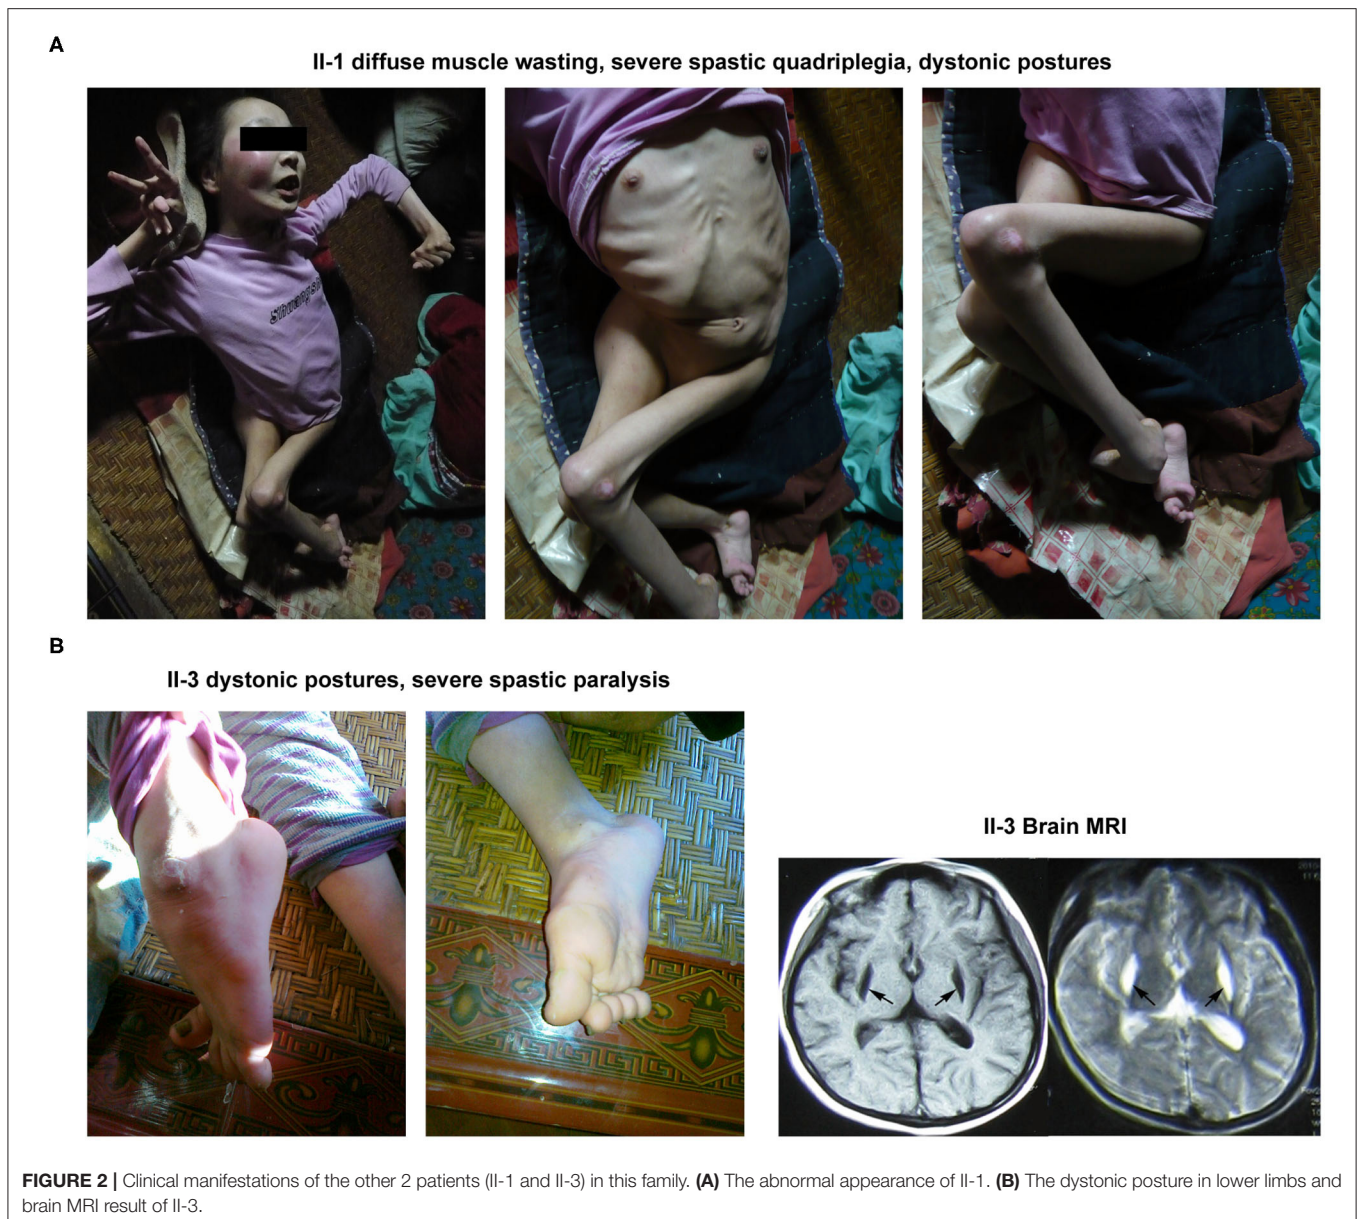 A
II-1 diffuse muscle wasting, severe spastic quadriplegia, dystonic postures
B
II-3 dystonic postures, severe spastic paralysis
II-3 Brain MRI
FIGURE 2 | Clinical manifestations of the other 2 patients (II-1 and II-3) in this family. (A) The abnormal appearance of II-1. (B) The dystonic posture in lower limbs and
brain MRI result of II-3.